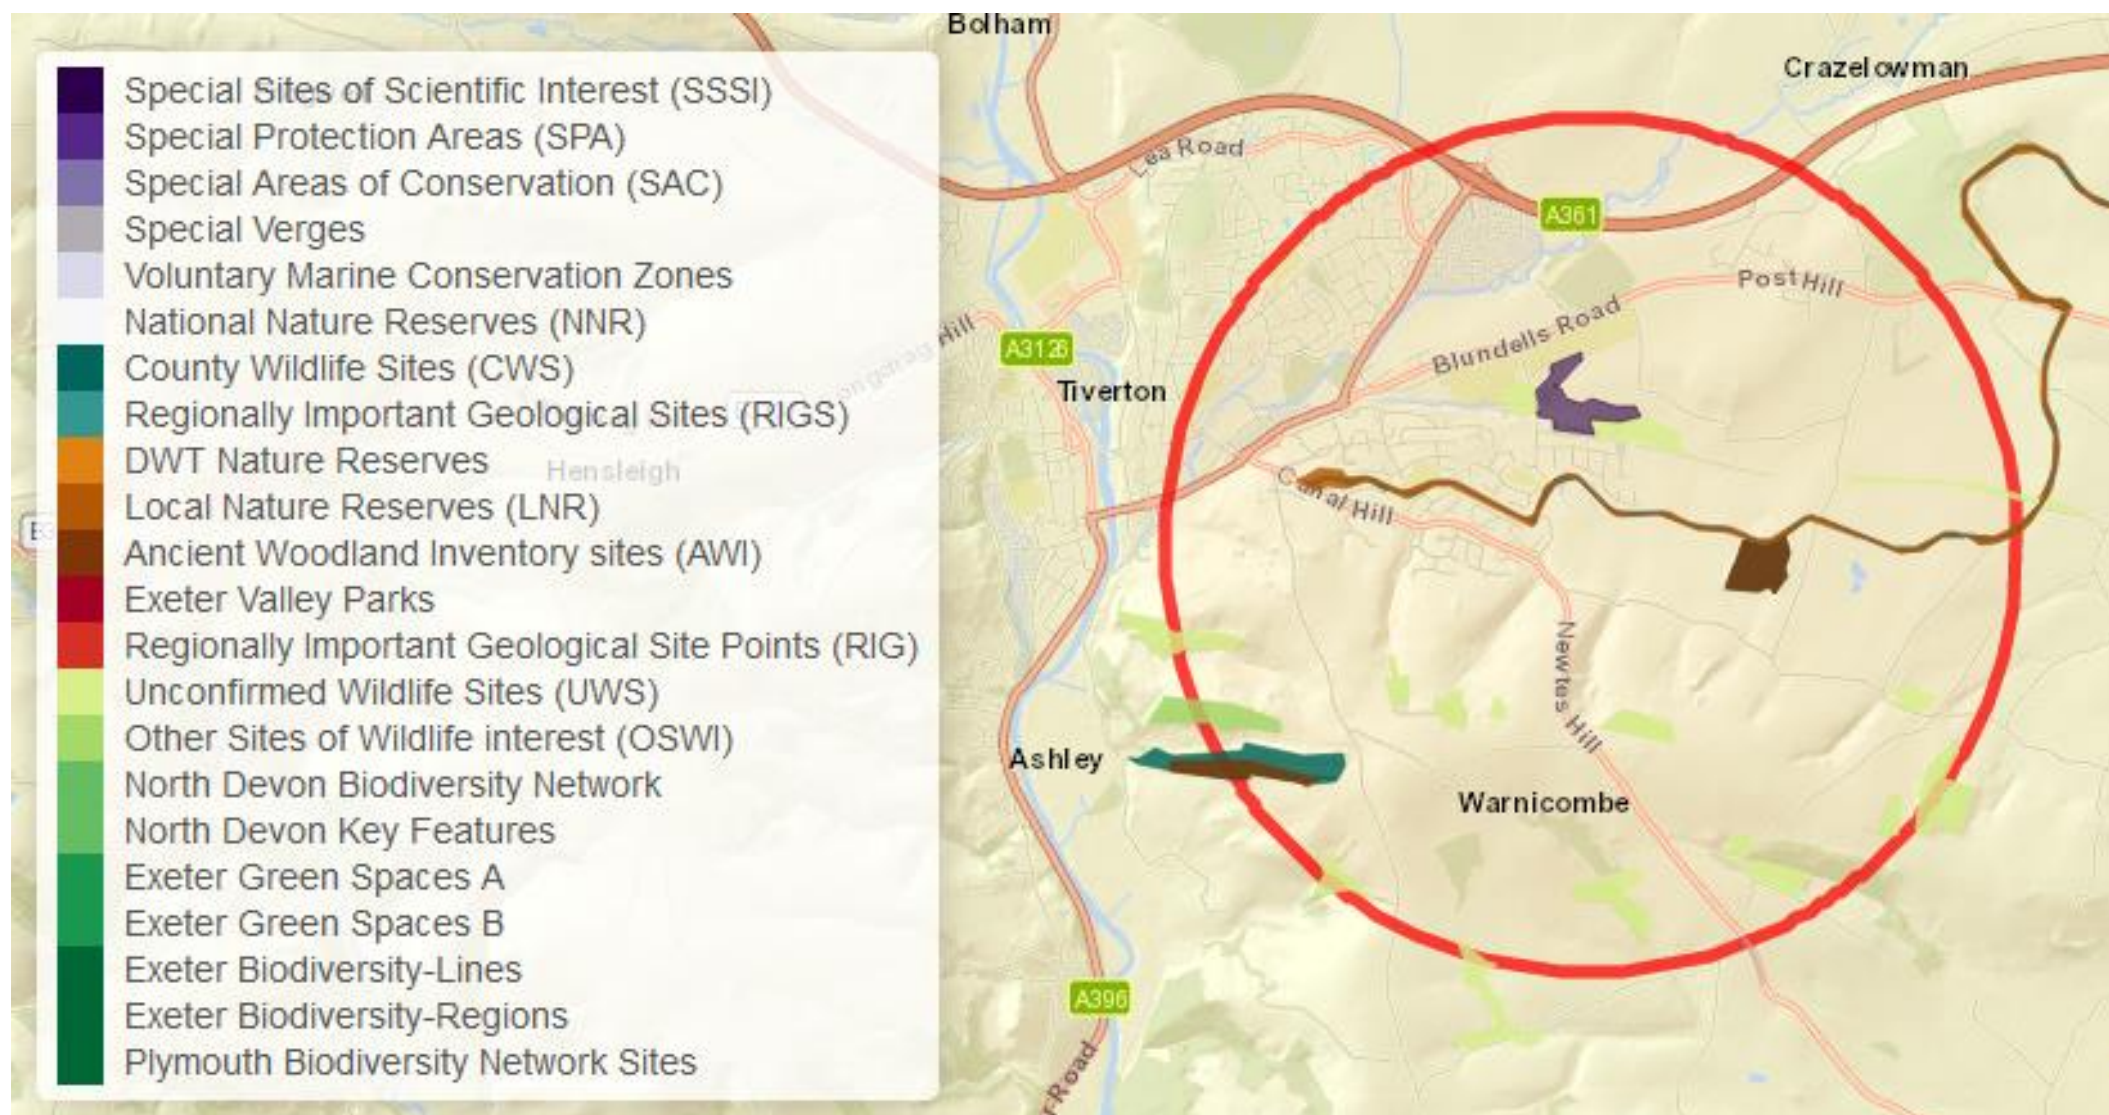 Special Sites of Scientific Interest (SSSI)
Special Protection Areas (SPA)
Special Areas of Conservation (SAC)
Special Verges
Voluntary Marine Conservation Zones
National Nature Reserves (NNR)
County Wildlife Sites (CWS)
Regionally Important Geological Sites (RIGS)
DWT Nature Reserves
Local Nature Reserves (LNR)
Ancient Woodland Inventory sites (AWI)
Exeter Valley Parks
Regionally Important Geological Site Points (RIG)
Unconfirmed Wildlife Sites (UWS)
Other Sites of Wildlife interest (OSWI)
North Devon Biodiversity Network
North Devon Key Features
Exeter Green Spaces A
Exeter Green Spaces B
Exeter Biodiversity-Lines
Exeter Biodiversity-Regions
Plymouth Biodiversity Network Sites
Hensleigh
Bolham
Crazelowman
Lea Road
A361
Post Hill
Hill
A3126
Blundells Road
Tiverton
Canal Hill
Newtes Hill
Ashley
Warnicombe
A396
Road